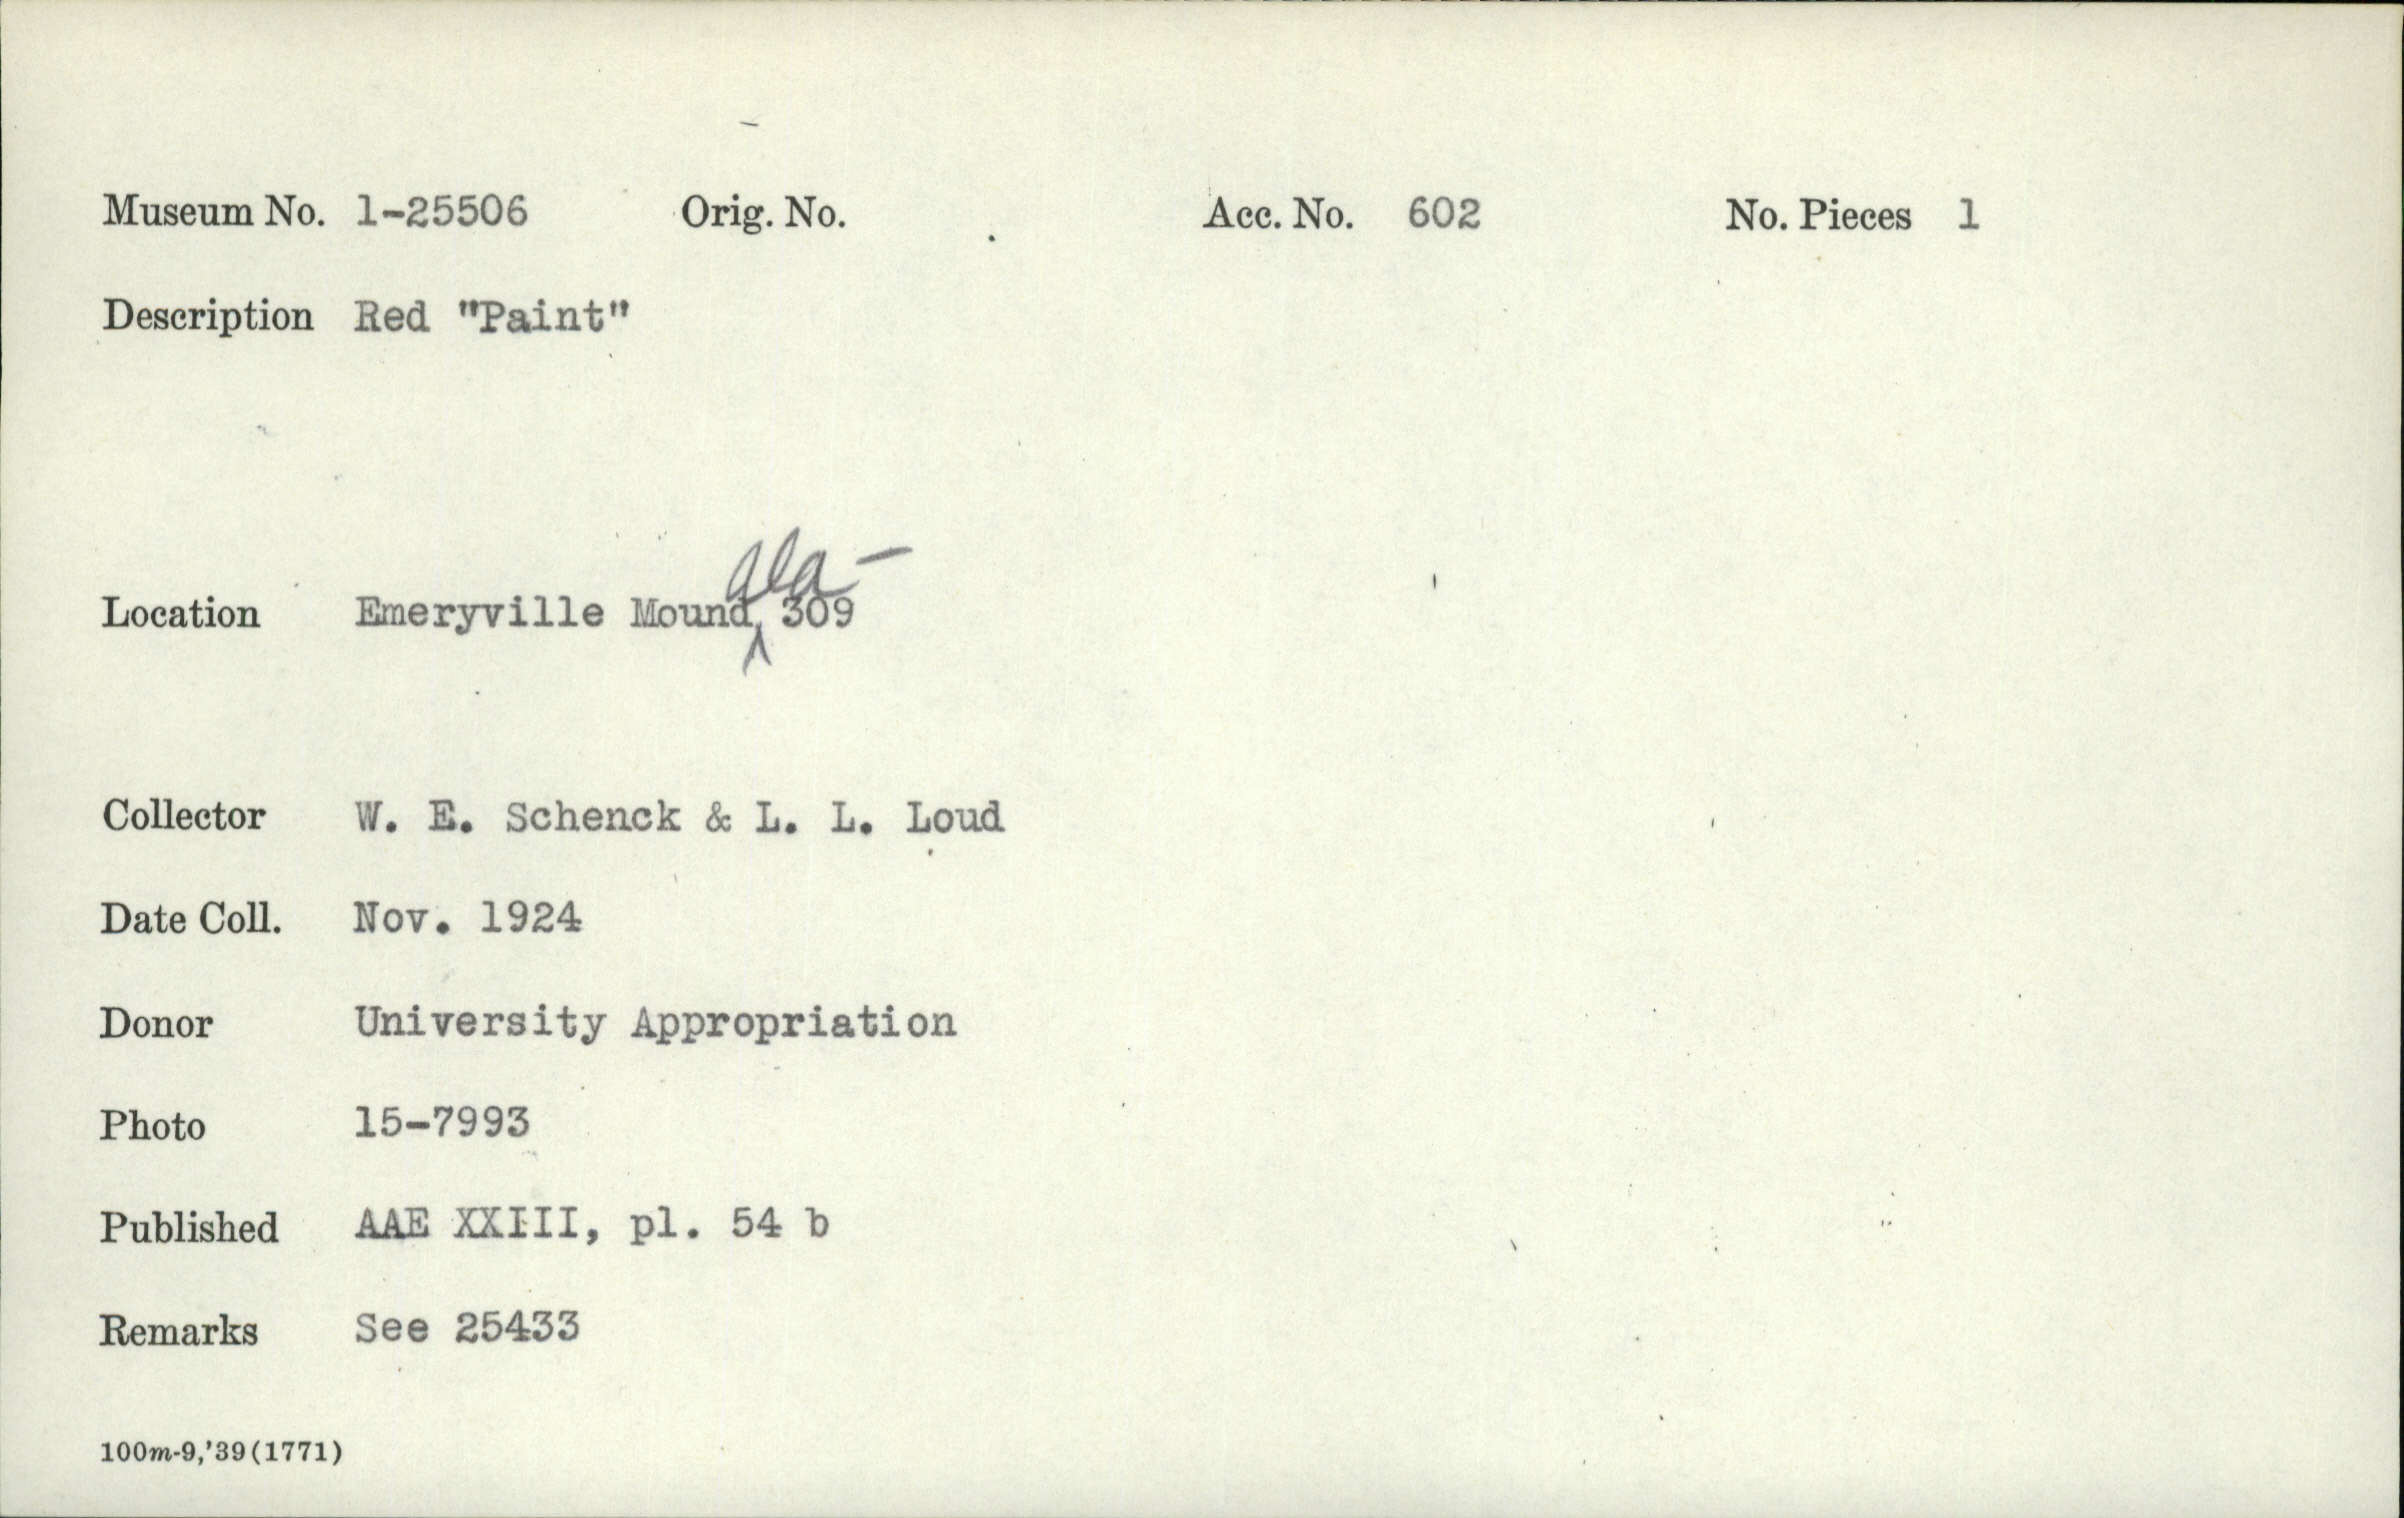 Museum No. 1-25506 Orig. No. Acc. No. 602 No. Pieces 1
Description Red "Paint"
Location Emeryville Mound, Ala-309
Collector W. E. Schenck & L. L. Loud
Date Coll. Nov. 1924
Donor University Appropriation
Photo 15-7993
Published AAE XXIII, pl. 54 b
Remarks See 25433
100m-9,'39(1771)